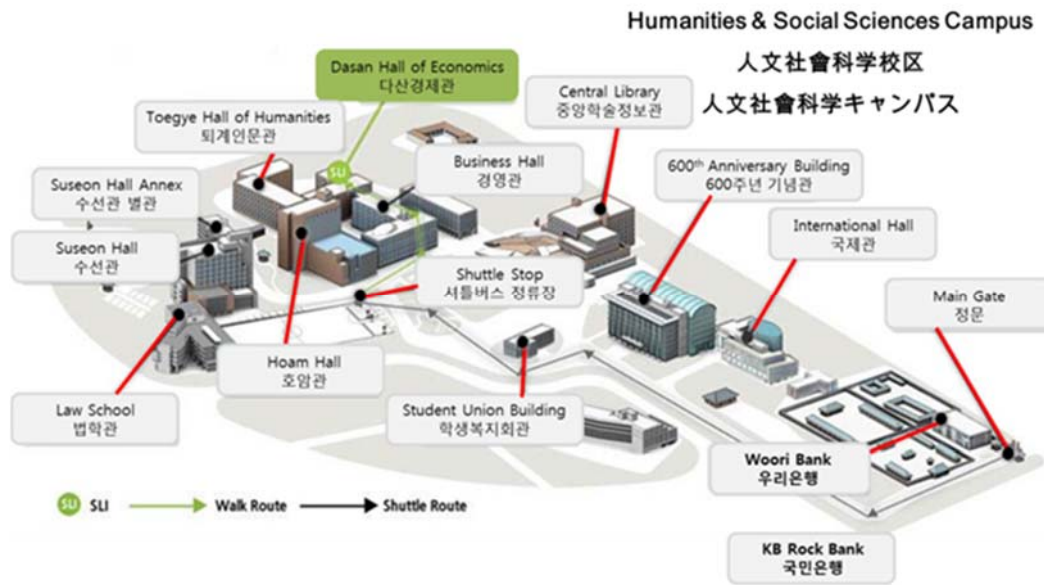 Humanities & Social Sciences Campus
人文社會科学校区
人文社會科学キャンパス
Dasan Hall of Economics
다산경제관
Central Library
중앙학술정보관
Toegye Hall of Humanities
퇴계인문관
Business Hall
경영관
600th Anniversary Building
600주년 기념관
Suseon Hall Annex
수선관 별관
SLI
International Hall
국제관
Suseon Hall
수선관
Shuttle Stop
셔틀버스 정류장
Main Gate
정문
Hoam Hall
호암관
Law School
법학관
Student Union Building
학생복지회관
Woori Bank
우리은행
SLI SLI Walk Route Shuttle Route
KB Rock Bank
국민은행